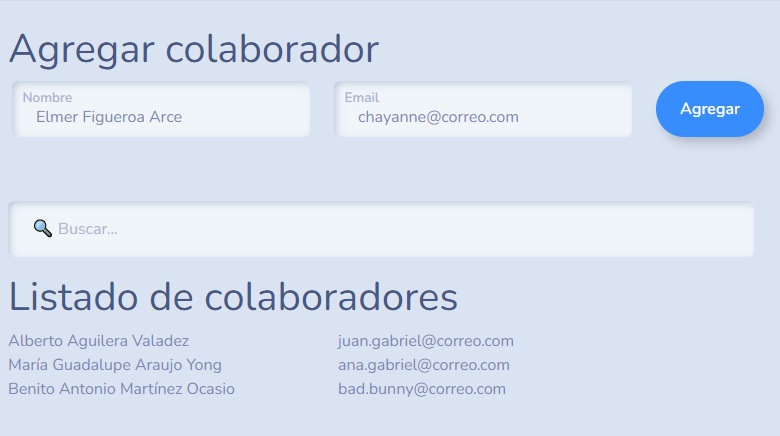 Agregar colaborador
Nombre
Elmer Figueroa Arce
Email
chayanne@correo.com
Agregar
Buscar...
Listado de colaboradores
Alberto Aguilera Valadez juan.gabriel@correo.com
María Guadalupe Araujo Yong ana.gabriel@correo.com
Benito Antonio Martínez Ocasio bad.bunny@correo.com